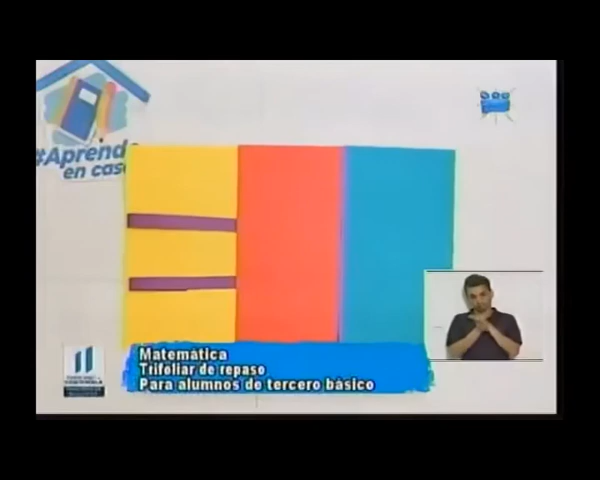 #Aprende
en casa
Matemática
Trifoliar de repaso
Para alumnos de tercero básico